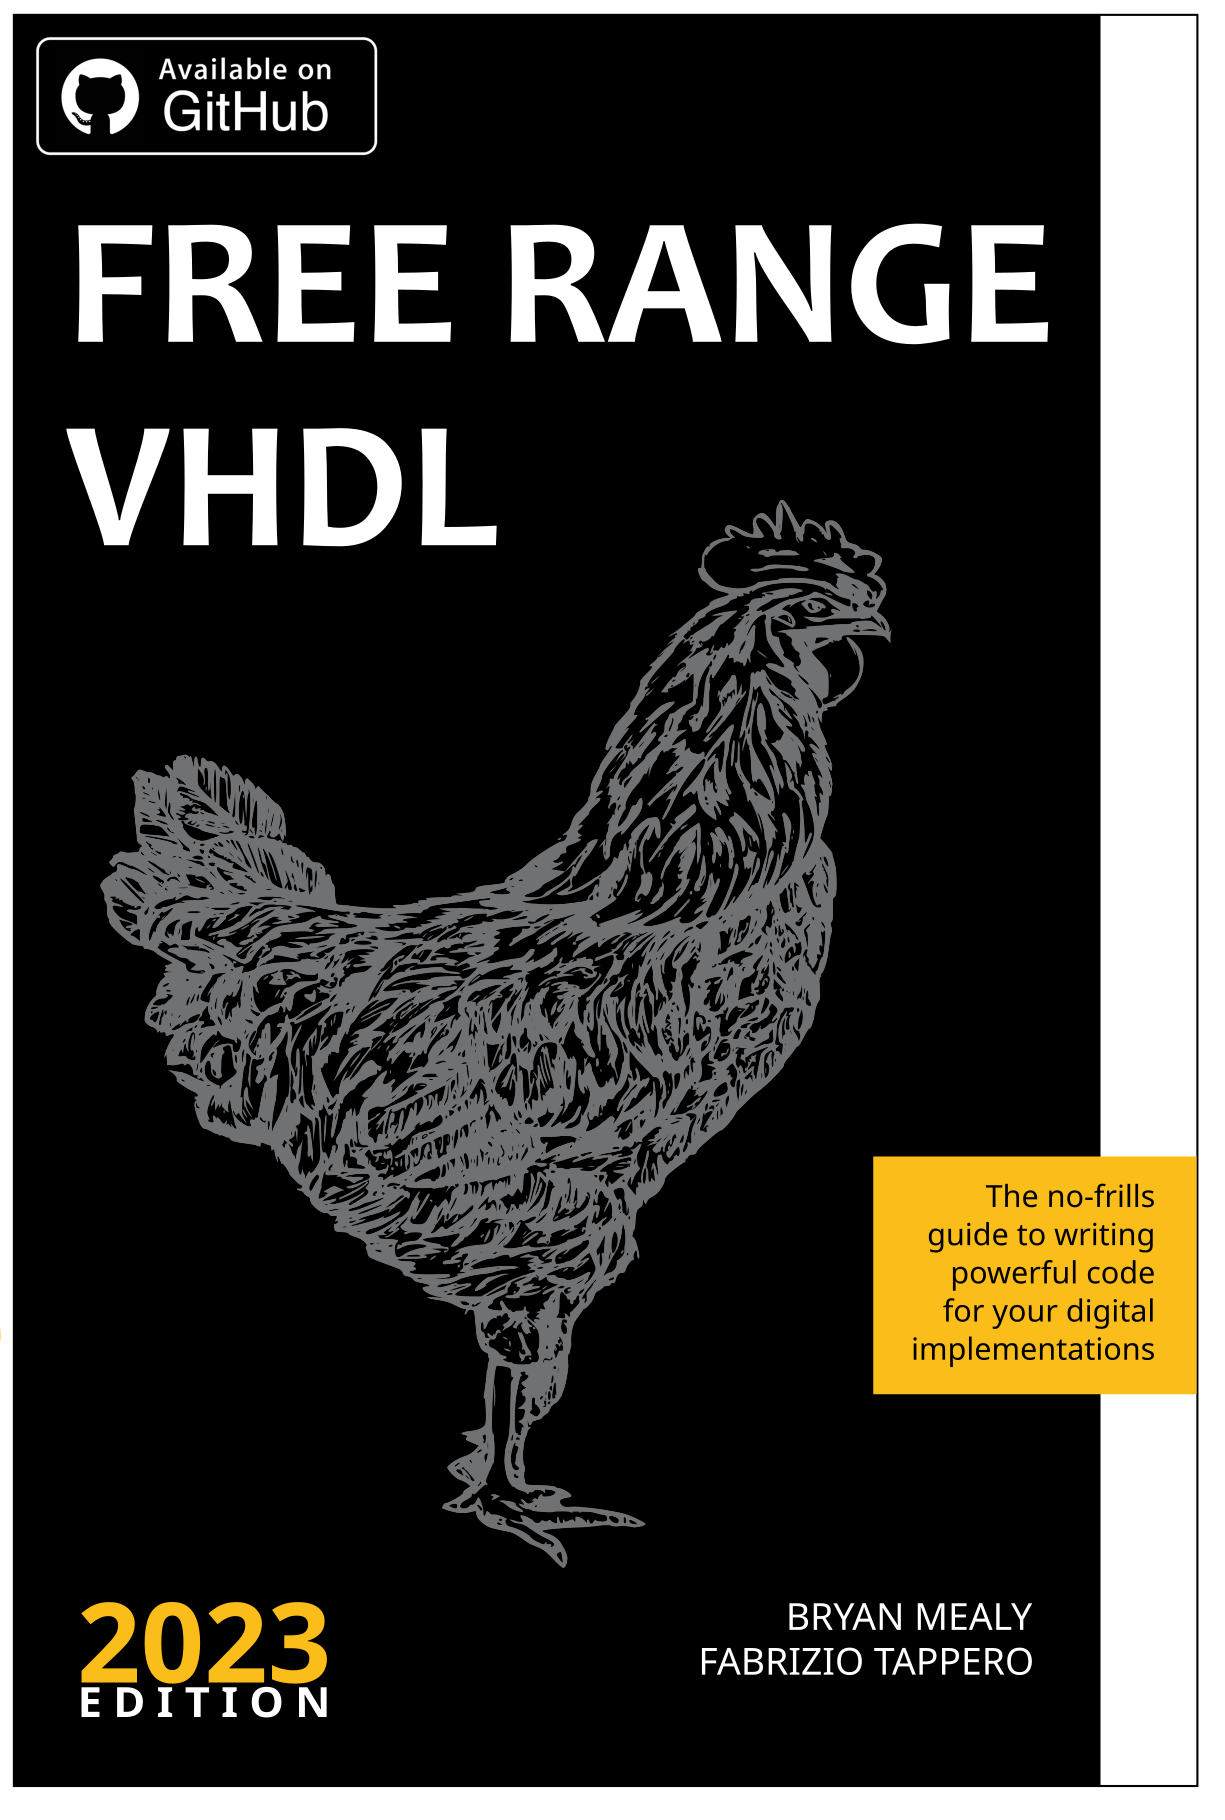 Available on
GitHub
FREE RANGE
VHDL
The no-frills
guide to writing
powerful code
for your digital
implementations
2023
EDITION
BRYAN MEALY
FABRIZIO TAPPERO